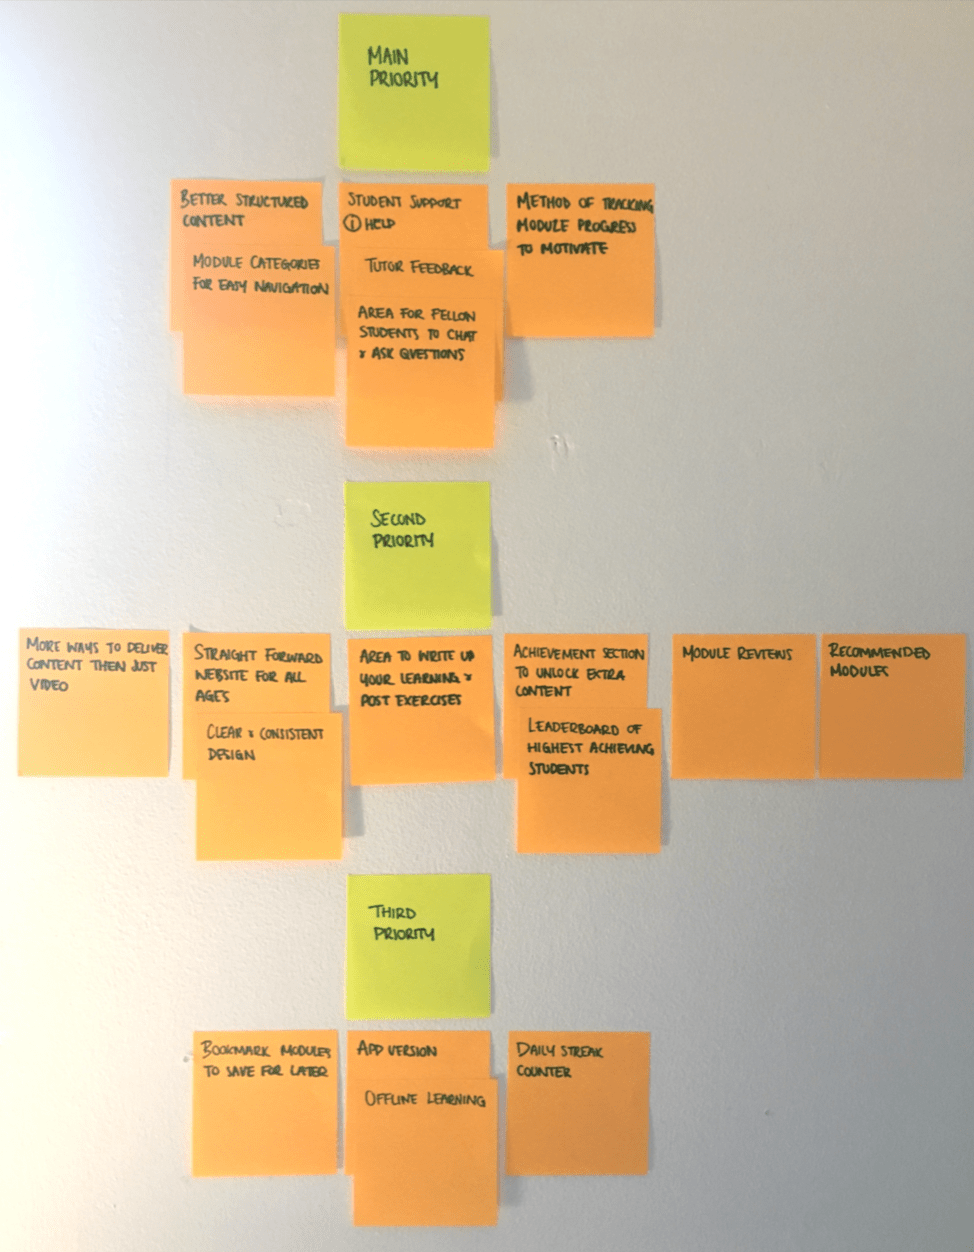 MAIN
PRIORITY
BETTER STRUCTURED
CONTENT
MODULE CATEGORIES
FOR EASY NAVIGATION
STUDENT SUPPORT
ⓘ HELP
TUTOR FEEDBACK
AREA FOR FELLOW
STUDENTS TO CHAT
& ASK QUESTIONS
METHOD OF TRACKING
MODULE PROGRESS
TO MOTIVATE
SECOND
PRIORITY
MORE WAYS TO DELIVER
CONTENT THEN JUST
VIDEO
STRAIGHT FORWARD
WEBSITE FOR ALL
AGES
CLEAR & CONSISTENT
DESIGN
AREA TO WRITE UP
YOUR LEARNING &
POST EXERCISES
ACHIEVEMENT SECTION
TO UNLOCK EXTRA
CONTENT
LEADERBOARD OF
HIGHEST ACHIEVING
STUDENTS
MODULE REVIEWS
RECOMMENDED
MODULES
THIRD
PRIORITY
BOOKMARK MODULES
TO SAVE FOR LATER
APP VERSION
OFFLINE LEARNING
DAILY STREAK
COUNTER